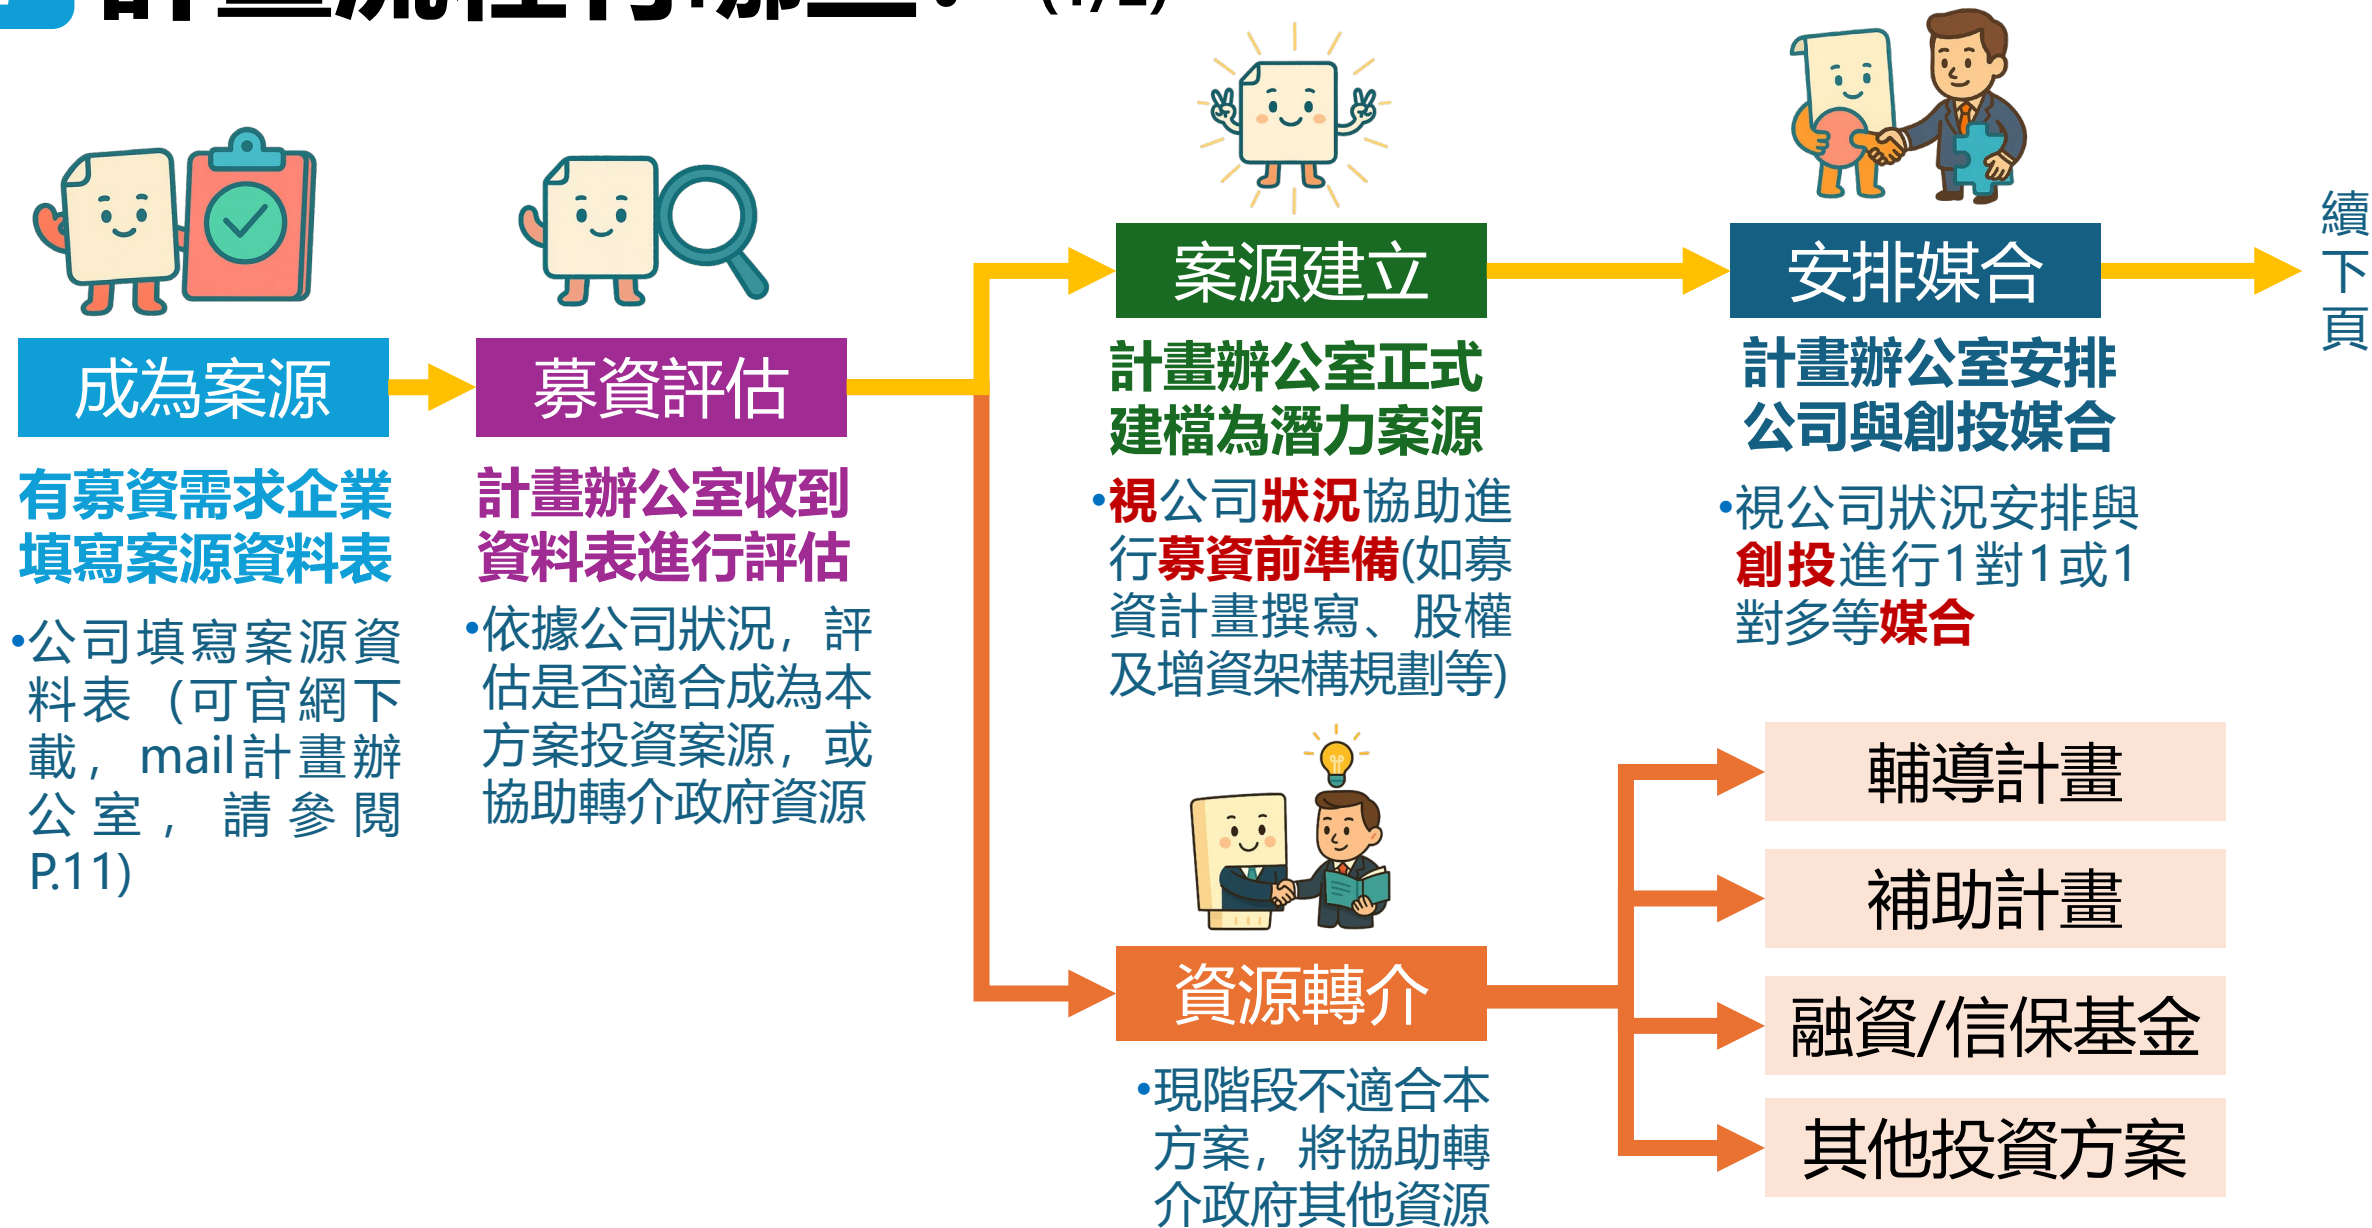 計畫流程有哪些？(1/2)
成為案源
有募資需求企業
填寫案源資料表
•公司填寫案源資
料表（可官網下
載，mail計畫辦
公室，請參閱
P.11)
募資評估
計畫辦公室收到
資料表進行評估
•依據公司狀況，評
估是否適合成為本
方案投資案源，或
協助轉介政府資源
案源建立
計畫辦公室正式
建檔為潛力案源
•視公司狀況協助進
行募資前準備(如募
資計畫撰寫、股權
及增資架構規劃等)
安排媒合
計畫辦公室安排
公司與創投媒合
•視公司狀況安排與
創投進行1對1或1
對多等媒合
續下頁
資源轉介
•現階段不適合本
方案，將協助轉
介政府其他資源
輔導計畫
補助計畫
融資/信保基金
其他投資方案